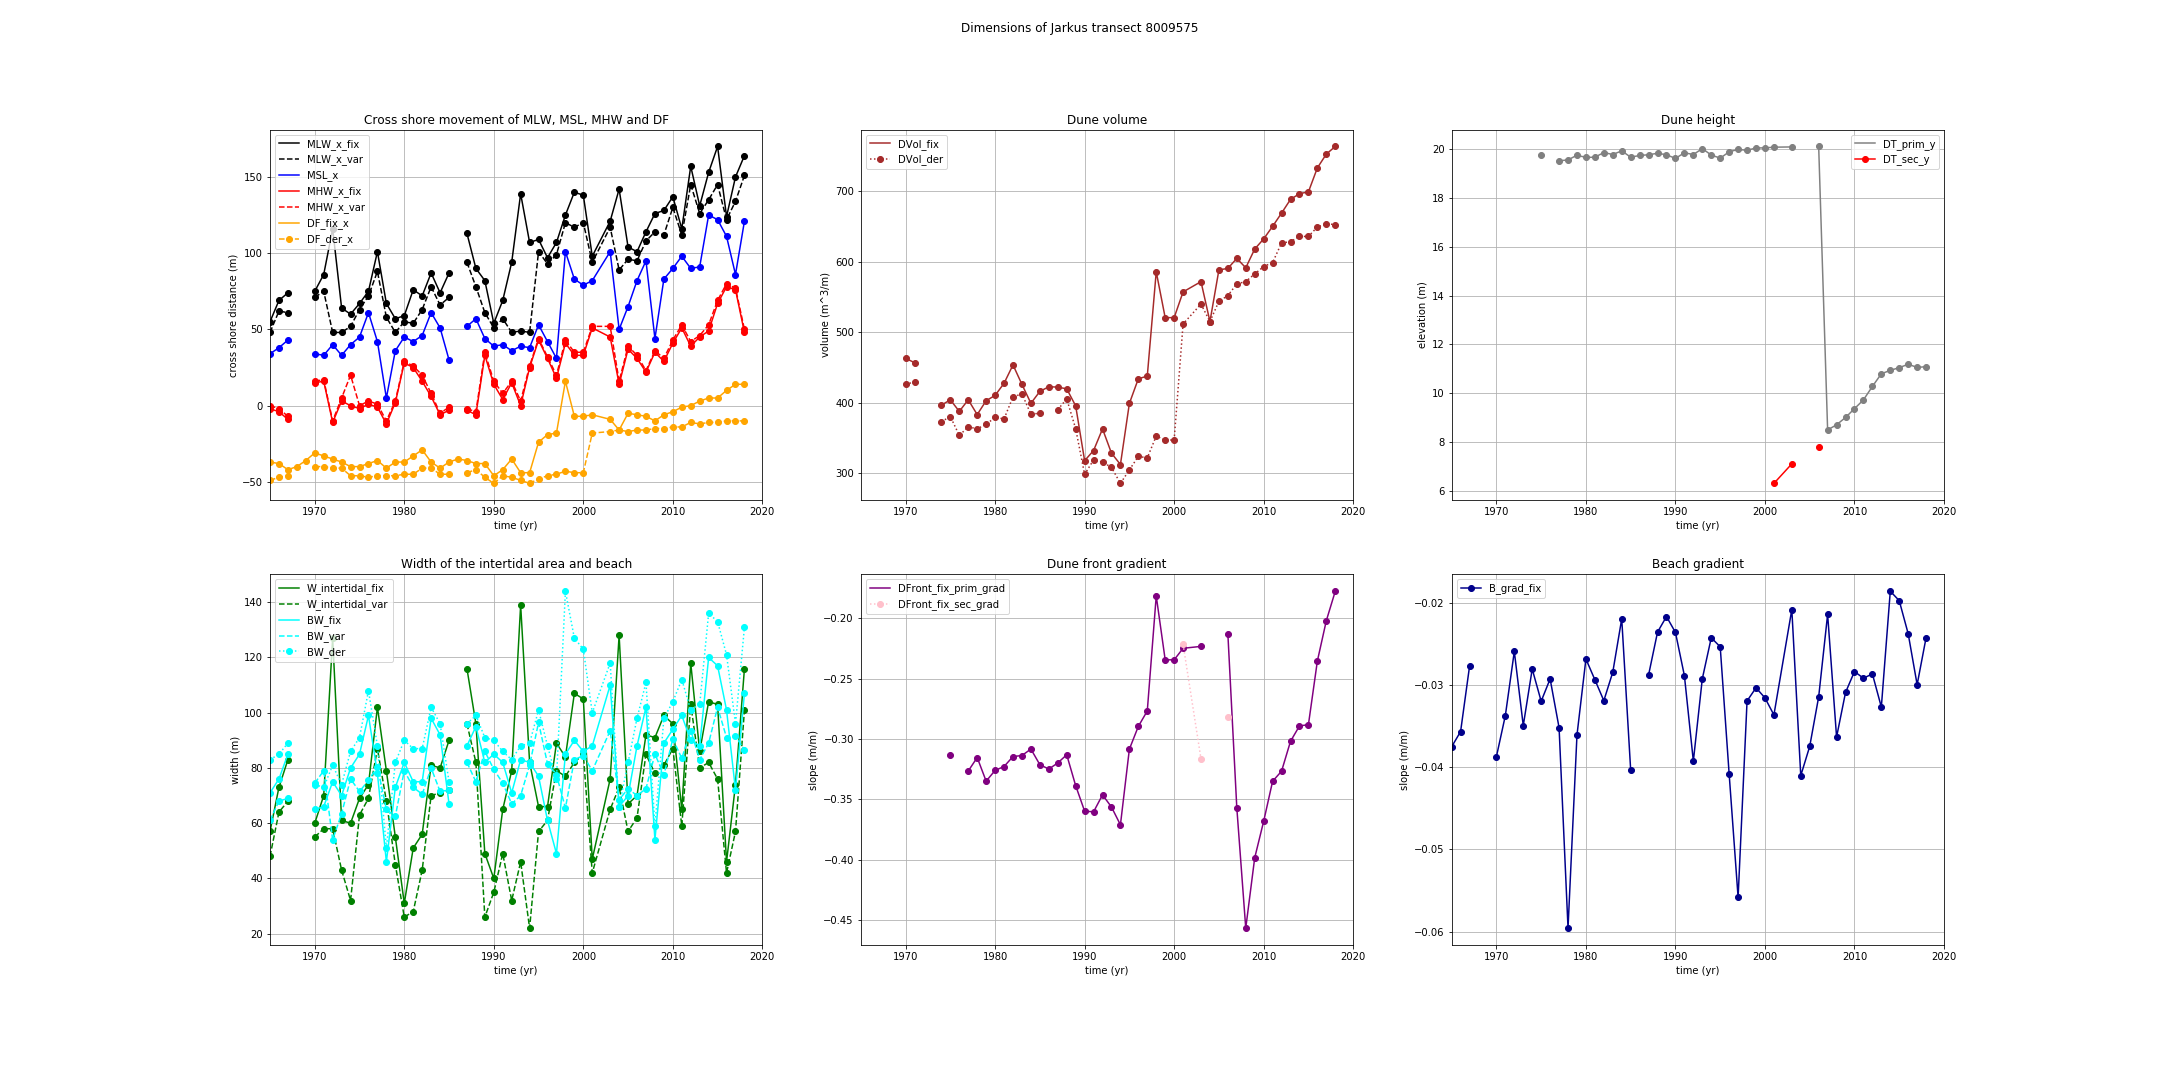 Dimensions of Jarkus transect 8009575
Cross shore movement of MLW, MSL, MHW and DF
MLW_x_fix
MLW_x_var
MSL_x
MHW_x_fix
MHW_x_var
DF_fix_x
DF_der_x
cross shore distance (m)
150
100
50
0
−50
1970 1980 1990 2000 2010 2020
time (yr)
Dune volume
DVol_fix
DVol_der
volume (m^3/m)
700
600
500
400
300
1970 1980 1990 2000 2010 2020
time (yr)
Dune height
DT_prim_y
DT_sec_y
elevation (m)
20
18
16
14
12
10
8
6
1970 1980 1990 2000 2010 2020
time (yr)
Width of the intertidal area and beach
W_intertidal_fix
W_intertidal_var
BW_fix
BW_var
BW_der
width (m)
140
120
100
80
60
40
20
1970 1980 1990 2000 2010 2020
time (yr)
Dune front gradient
DFront_fix_prim_grad
DFront_fix_sec_grad
slope (m/m)
−0.20
−0.25
−0.30
−0.35
−0.40
−0.45
1970 1980 1990 2000 2010 2020
time (yr)
Beach gradient
B_grad_fix
slope (m/m)
−0.02
−0.03
−0.04
−0.05
−0.06
1970 1980 1990 2000 2010 2020
time (yr)